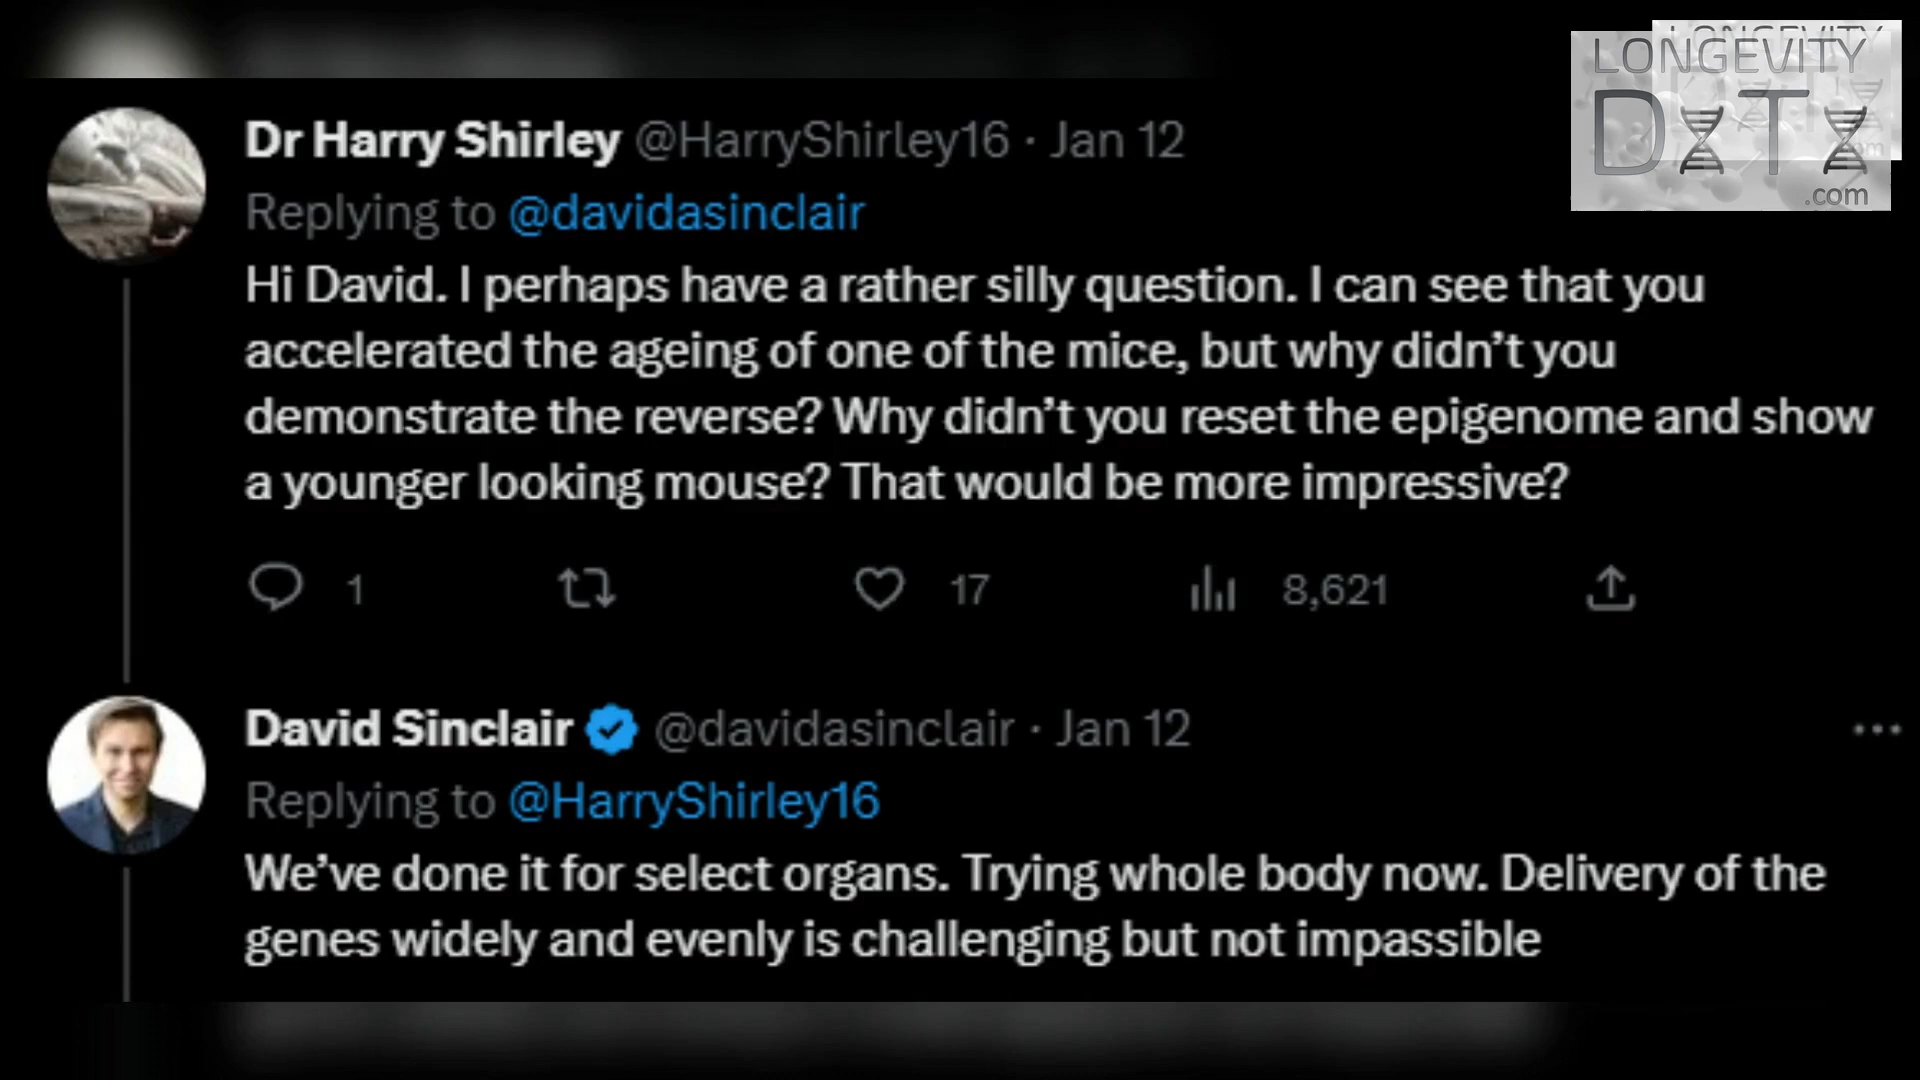 LONGEVITY
DATA
.com
Dr Harry Shirley @HarryShirley16 · Jan 12
Replying to @davidasinclair
Hi David. I perhaps have a rather silly question. I can see that you
accelerated the ageing of one of the mice, but why didn’t you
demonstrate the reverse? Why didn’t you reset the epigenome and show
a younger looking mouse? That would be more impressive?
1 17 8,621
David Sinclair @davidasinclair · Jan 12
Replying to @HarryShirley16
We’ve done it for select organs. Trying whole body now. Delivery of the
genes widely and evenly is challenging but not impassible